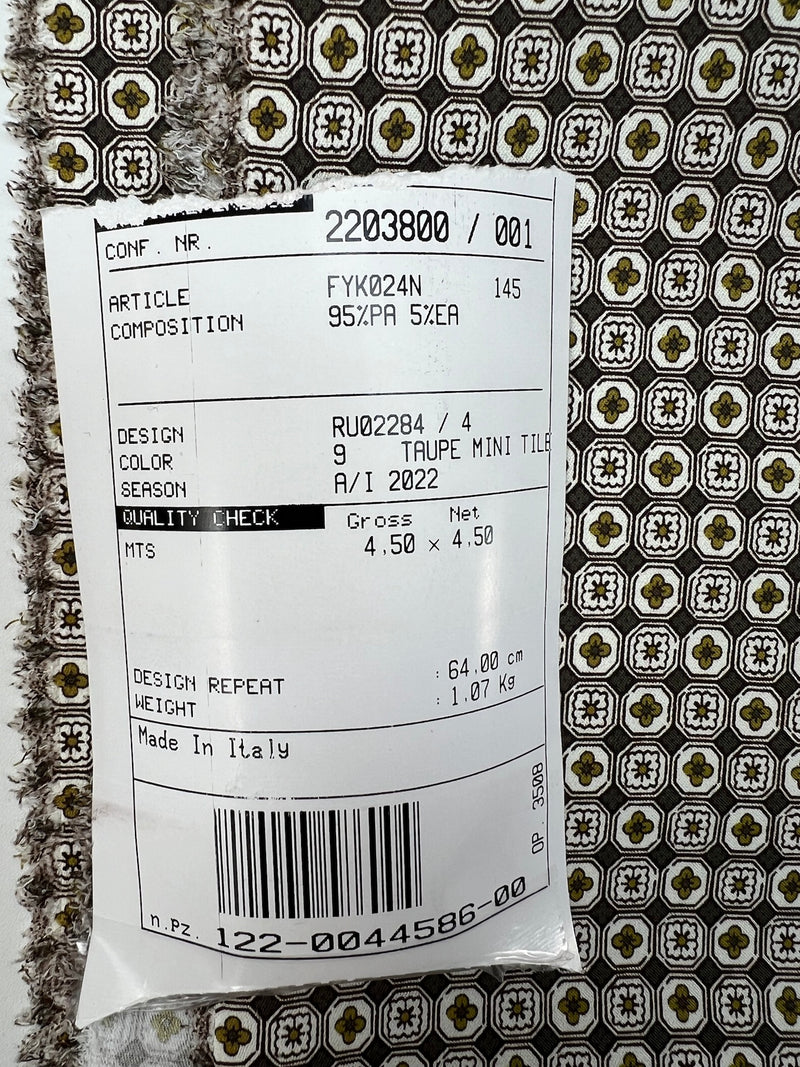 CONF. NR. 2203800 / 001
ARTICLE FYK024N 145
COMPOSITION 95%PA 5%EA
DESIGN RU02284 / 4
COLOR 9 TAUPE MINI TILE
SEASON A/I 2022
QUALITY CHECK Gross Net
MTS 4,50 x 4,50
DESIGN REPEAT : 64,00 cm
WEIGHT : 1,07 Kg
Made In Italy
OP. 3508
n.Pz. 122-0044586-00